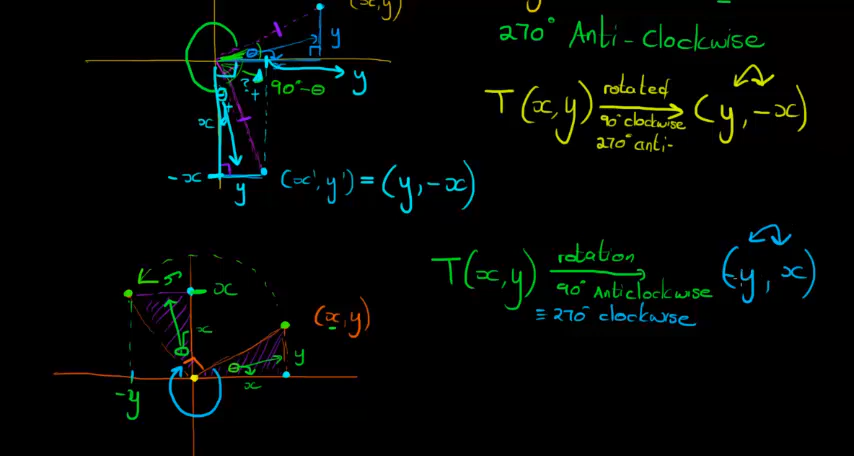 (x,y)
y
270° Anti-Clockwise
y
θ
x
y
?
90°-θ
T(x,y) rotated (y,-x)
90° clockwise
270° anti-
θ
x
-x
y
(x',y') = (y,-x)
T(x,y) rotation (-y, x)
90° Anticlockwise
≡ 270° clockwise
x
(x,y)
x
θ
θ
y
x
-y